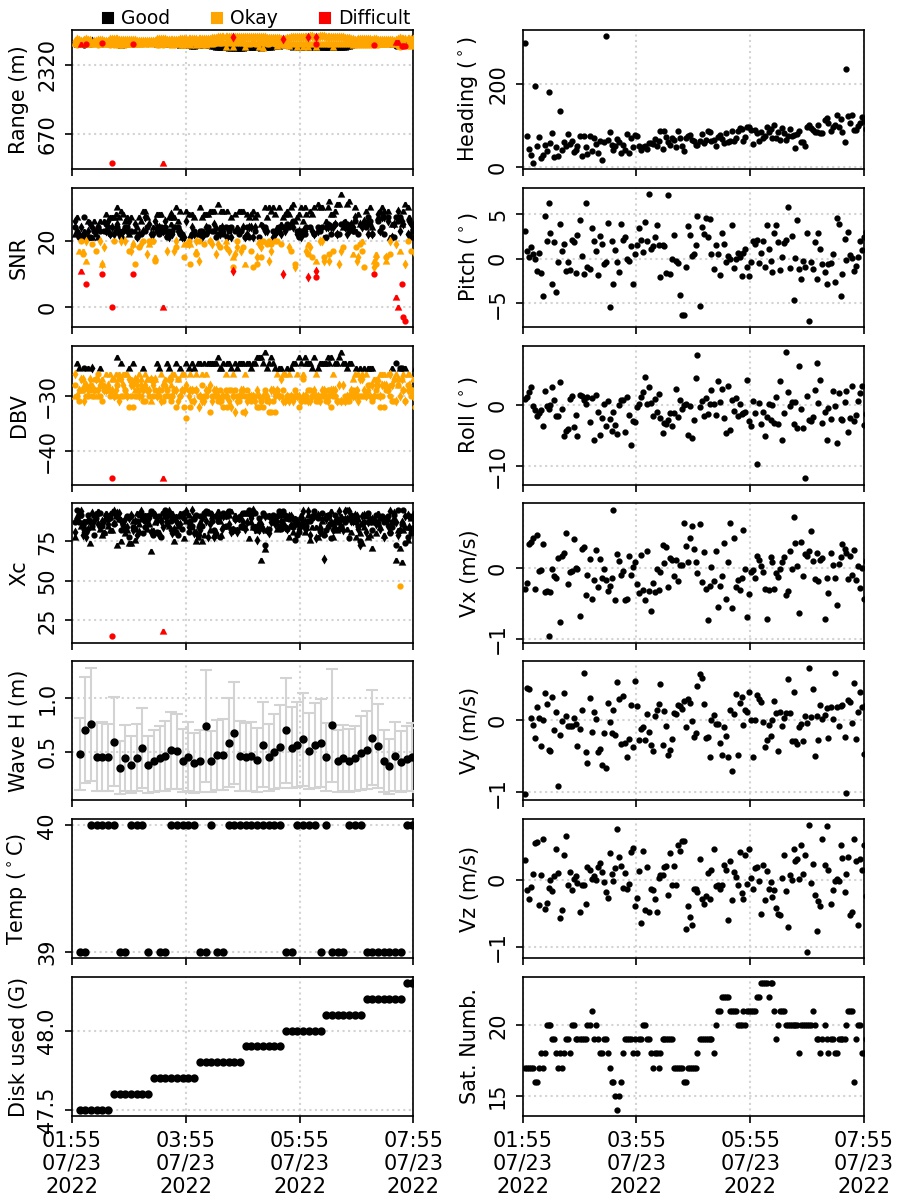 Good Okay Difficult
Range (m)
2320
670
Heading (°)
200
0
SNR
20
0
Pitch (°)
5
0
−5
DBV
−30
−40
Roll (°)
0
−10
Xc
75
50
25
Vx (m/s)
0
−1
Wave H (m)
1.0
0.5
Vy (m/s)
0
−1
Temp (°C)
40
39
Vz (m/s)
0
−1
Disk used (G)
48.0
47.5
Sat. Numb.
20
15
01:55 03:55 05:55 07:55
07/23 07/23 07/23 07/23
2022 2022 2022 2022
01:55 03:55 05:55 07:55
07/23 07/23 07/23 07/23
2022 2022 2022 2022